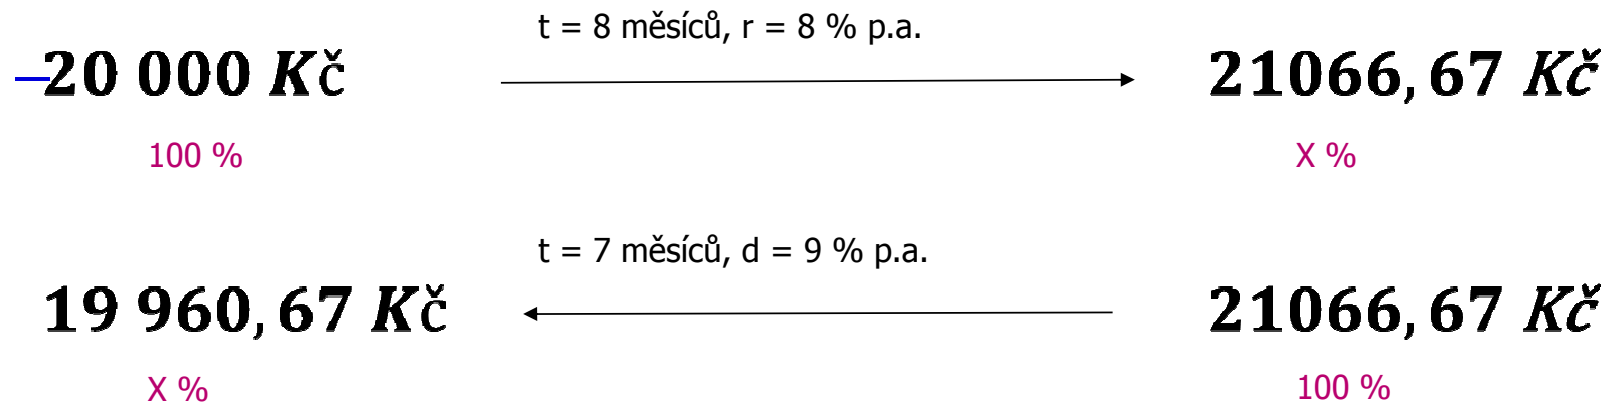 t = 8 měsíců, r = 8 % p.a.
–20 000 Kč
21066,67 Kč
100 %
X %
t = 7 měsíců, d = 9 % p.a.
19 960,67 Kč
21066,67 Kč
X %
100 %